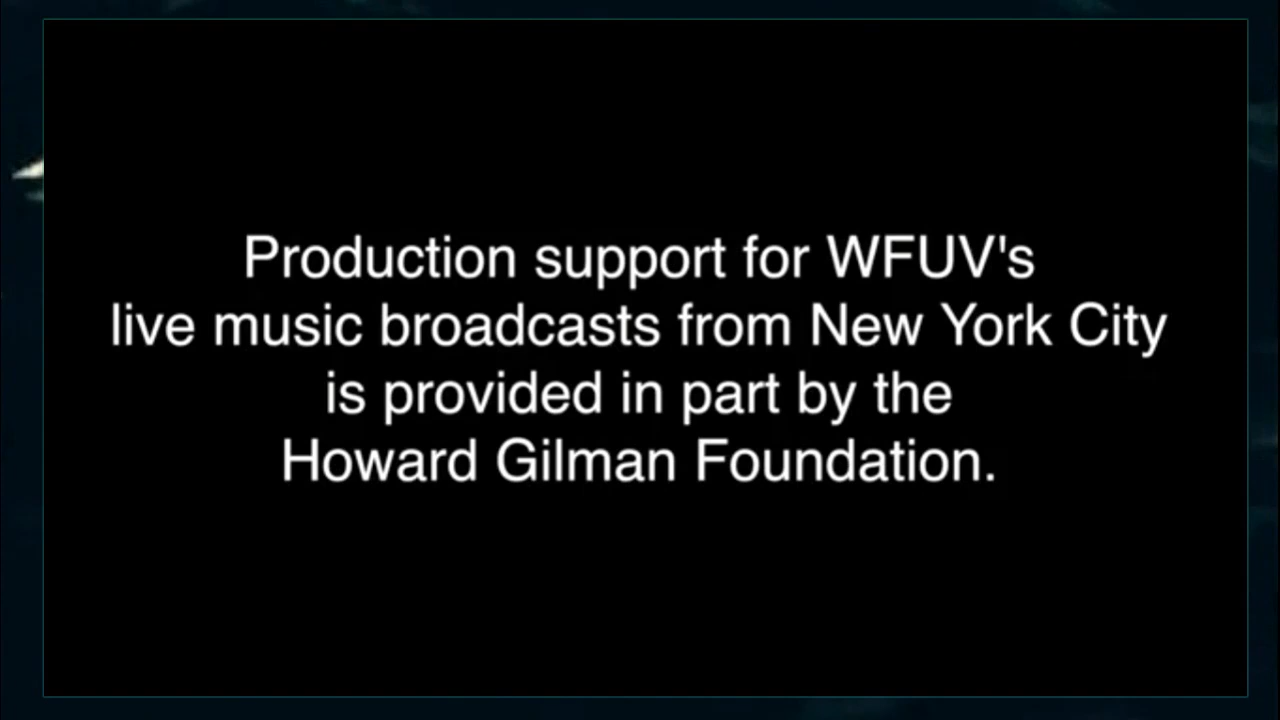 Production support for WFUV's
live music broadcasts from New York City
is provided in part by the
Howard Gilman Foundation.